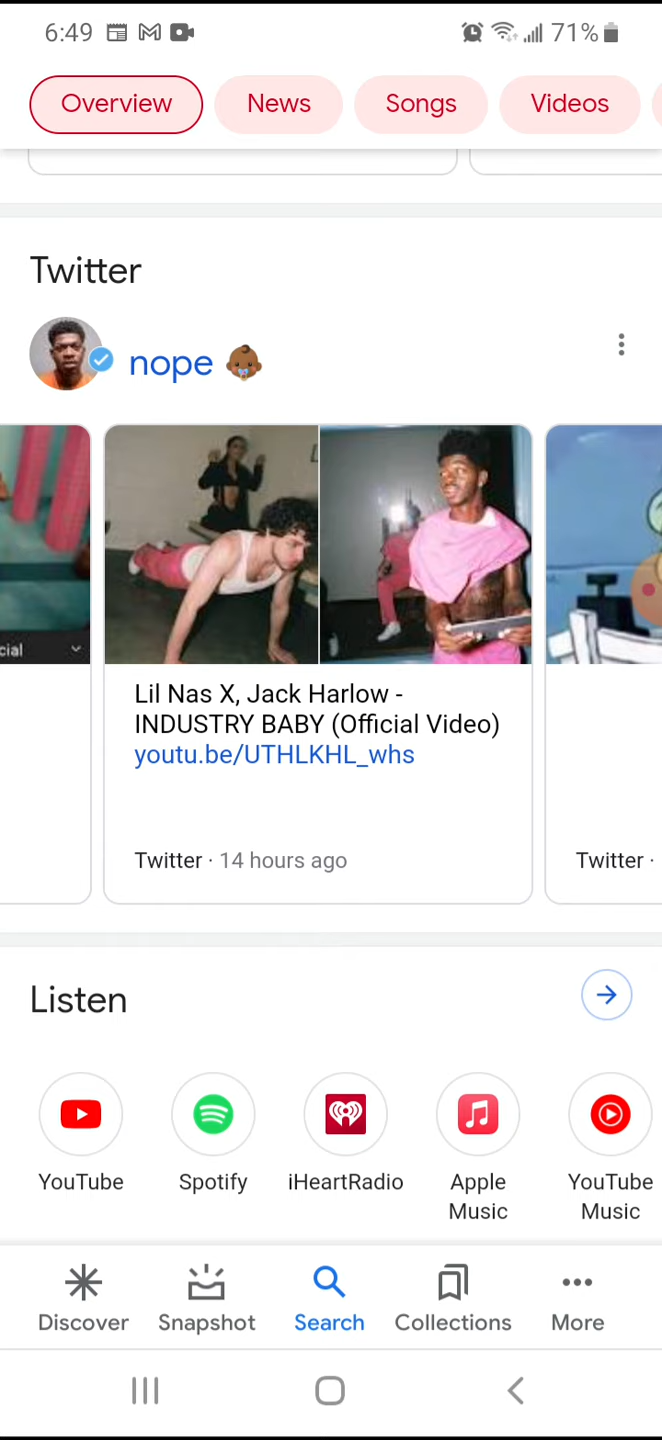 6:49 71%
Overview News Songs Videos
Twitter
nope
cial
Lil Nas X, Jack Harlow -
INDUSTRY BABY (Official Video)
youtu.be/UTHLKHL_whs
Twitter · 14 hours ago
Twitter ·
Listen
YouTube Spotify iHeartRadio Apple Music YouTube Music
Discover Snapshot Search Collections More